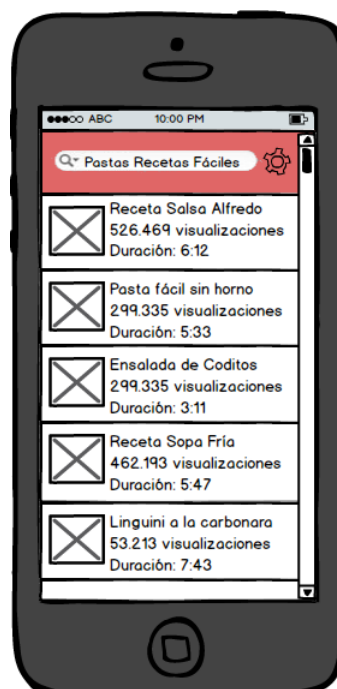 ABC 10:00 PM
Pastas Recetas Fáciles
Receta Salsa Alfredo
526.469 visualizaciones
Duración: 6:12
Pasta fácil sin horno
299.335 visualizaciones
Duración: 5:33
Ensalada de Coditos
299.335 visualizaciones
Duración: 3:11
Receta Sopa Fría
462.193 visualizaciones
Duración: 5:47
Linguini a la carbonara
53.213 visualizaciones
Duración: 7:43